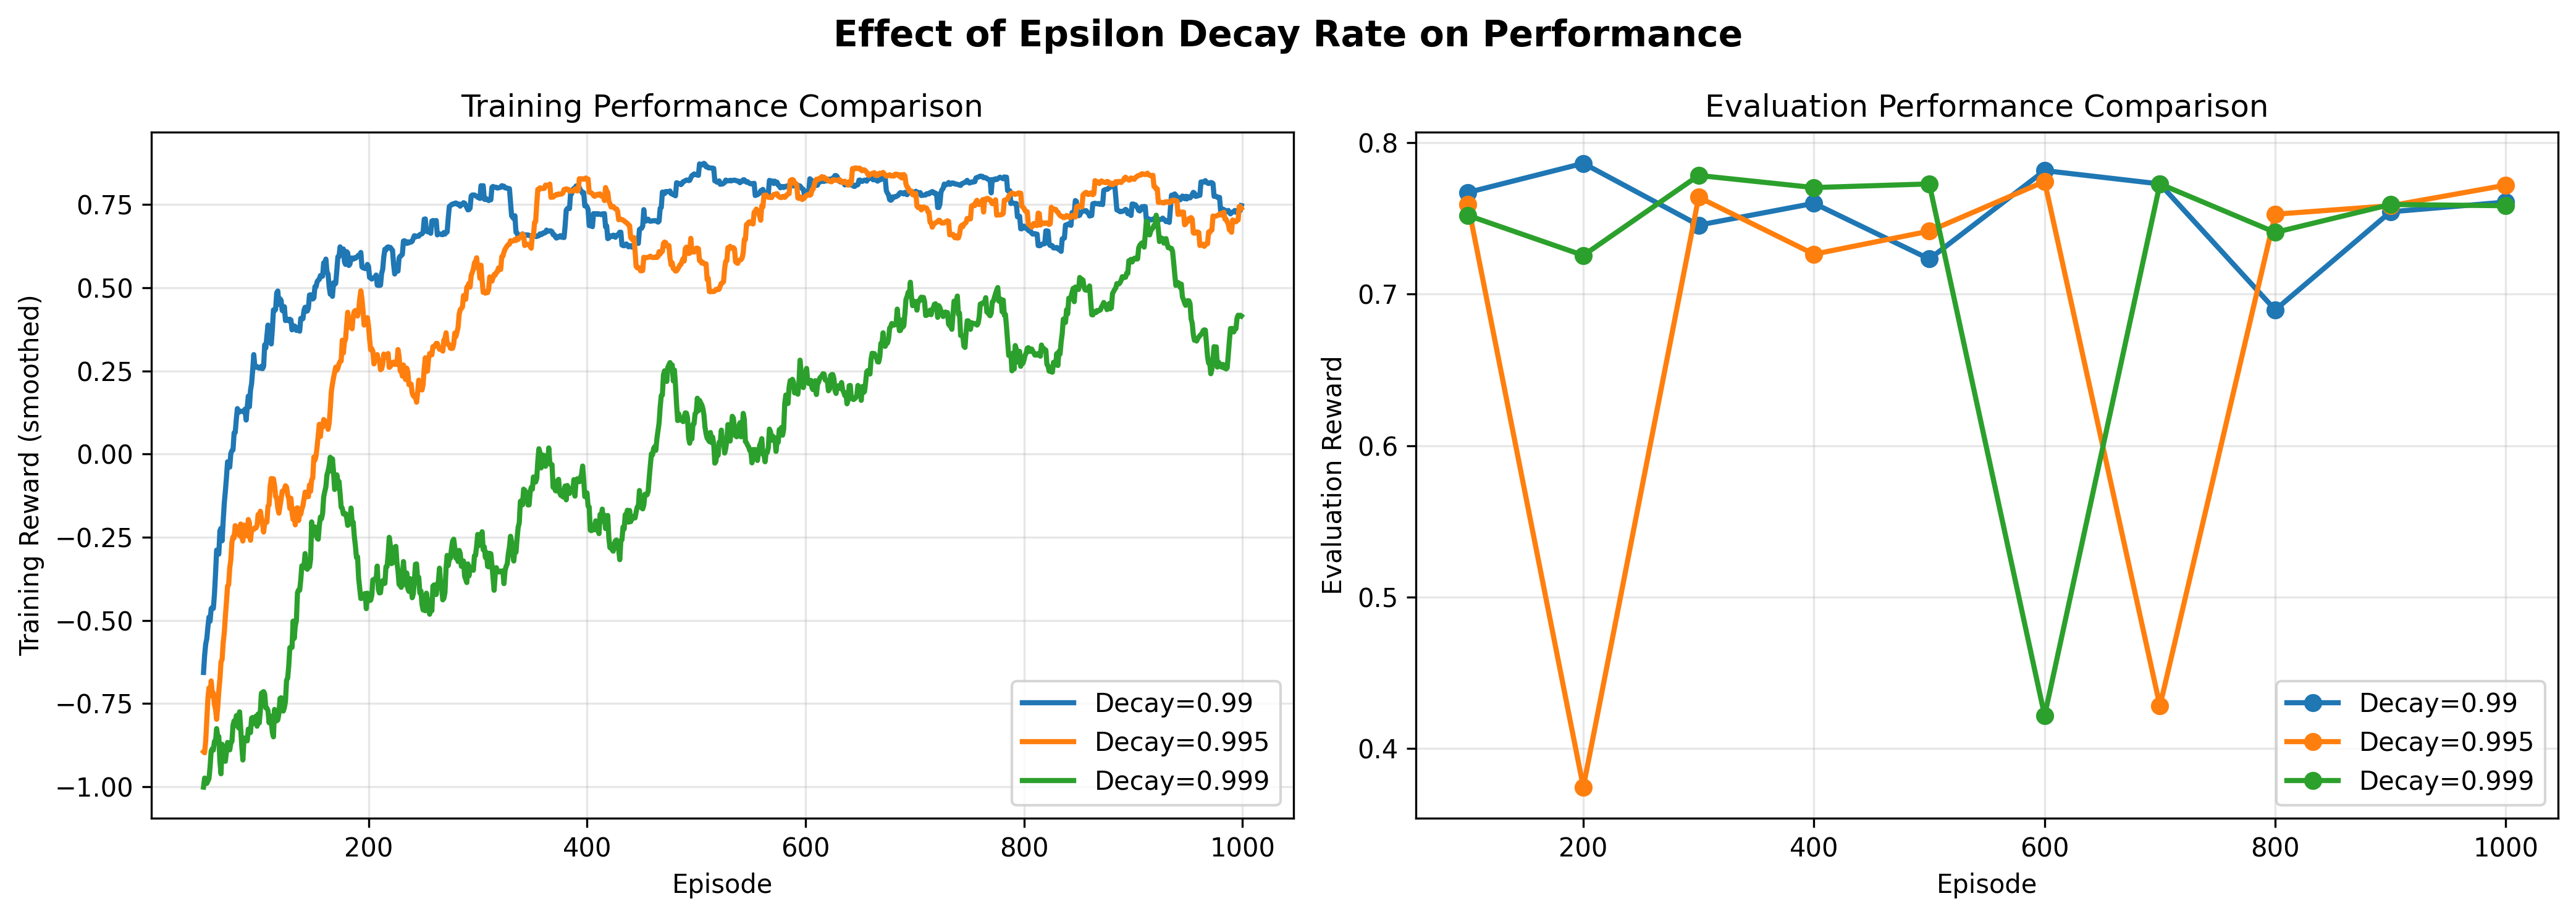 Effect of Epsilon Decay Rate on Performance
Training Performance Comparison
Training Reward (smoothed)
0.75
0.50
0.25
0.00
−0.25
−0.50
−0.75
−1.00
200
400
600
800
1000
Episode
Decay=0.99
Decay=0.995
Decay=0.999
Evaluation Performance Comparison
Evaluation Reward
0.8
0.7
0.6
0.5
0.4
200
400
600
800
1000
Episode
Decay=0.99
Decay=0.995
Decay=0.999